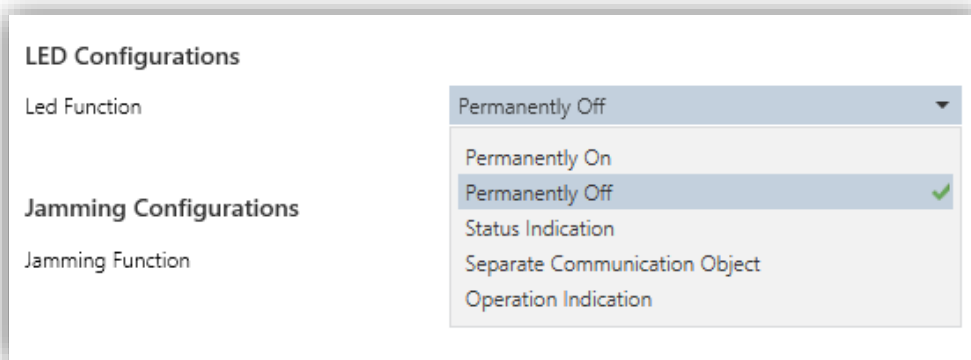 LED Configurations
Led Function
Permanently Off
Permanently On
Permanently Off
Status Indication
Separate Communication Object
Operation Indication
Jamming Configurations
Jamming Function